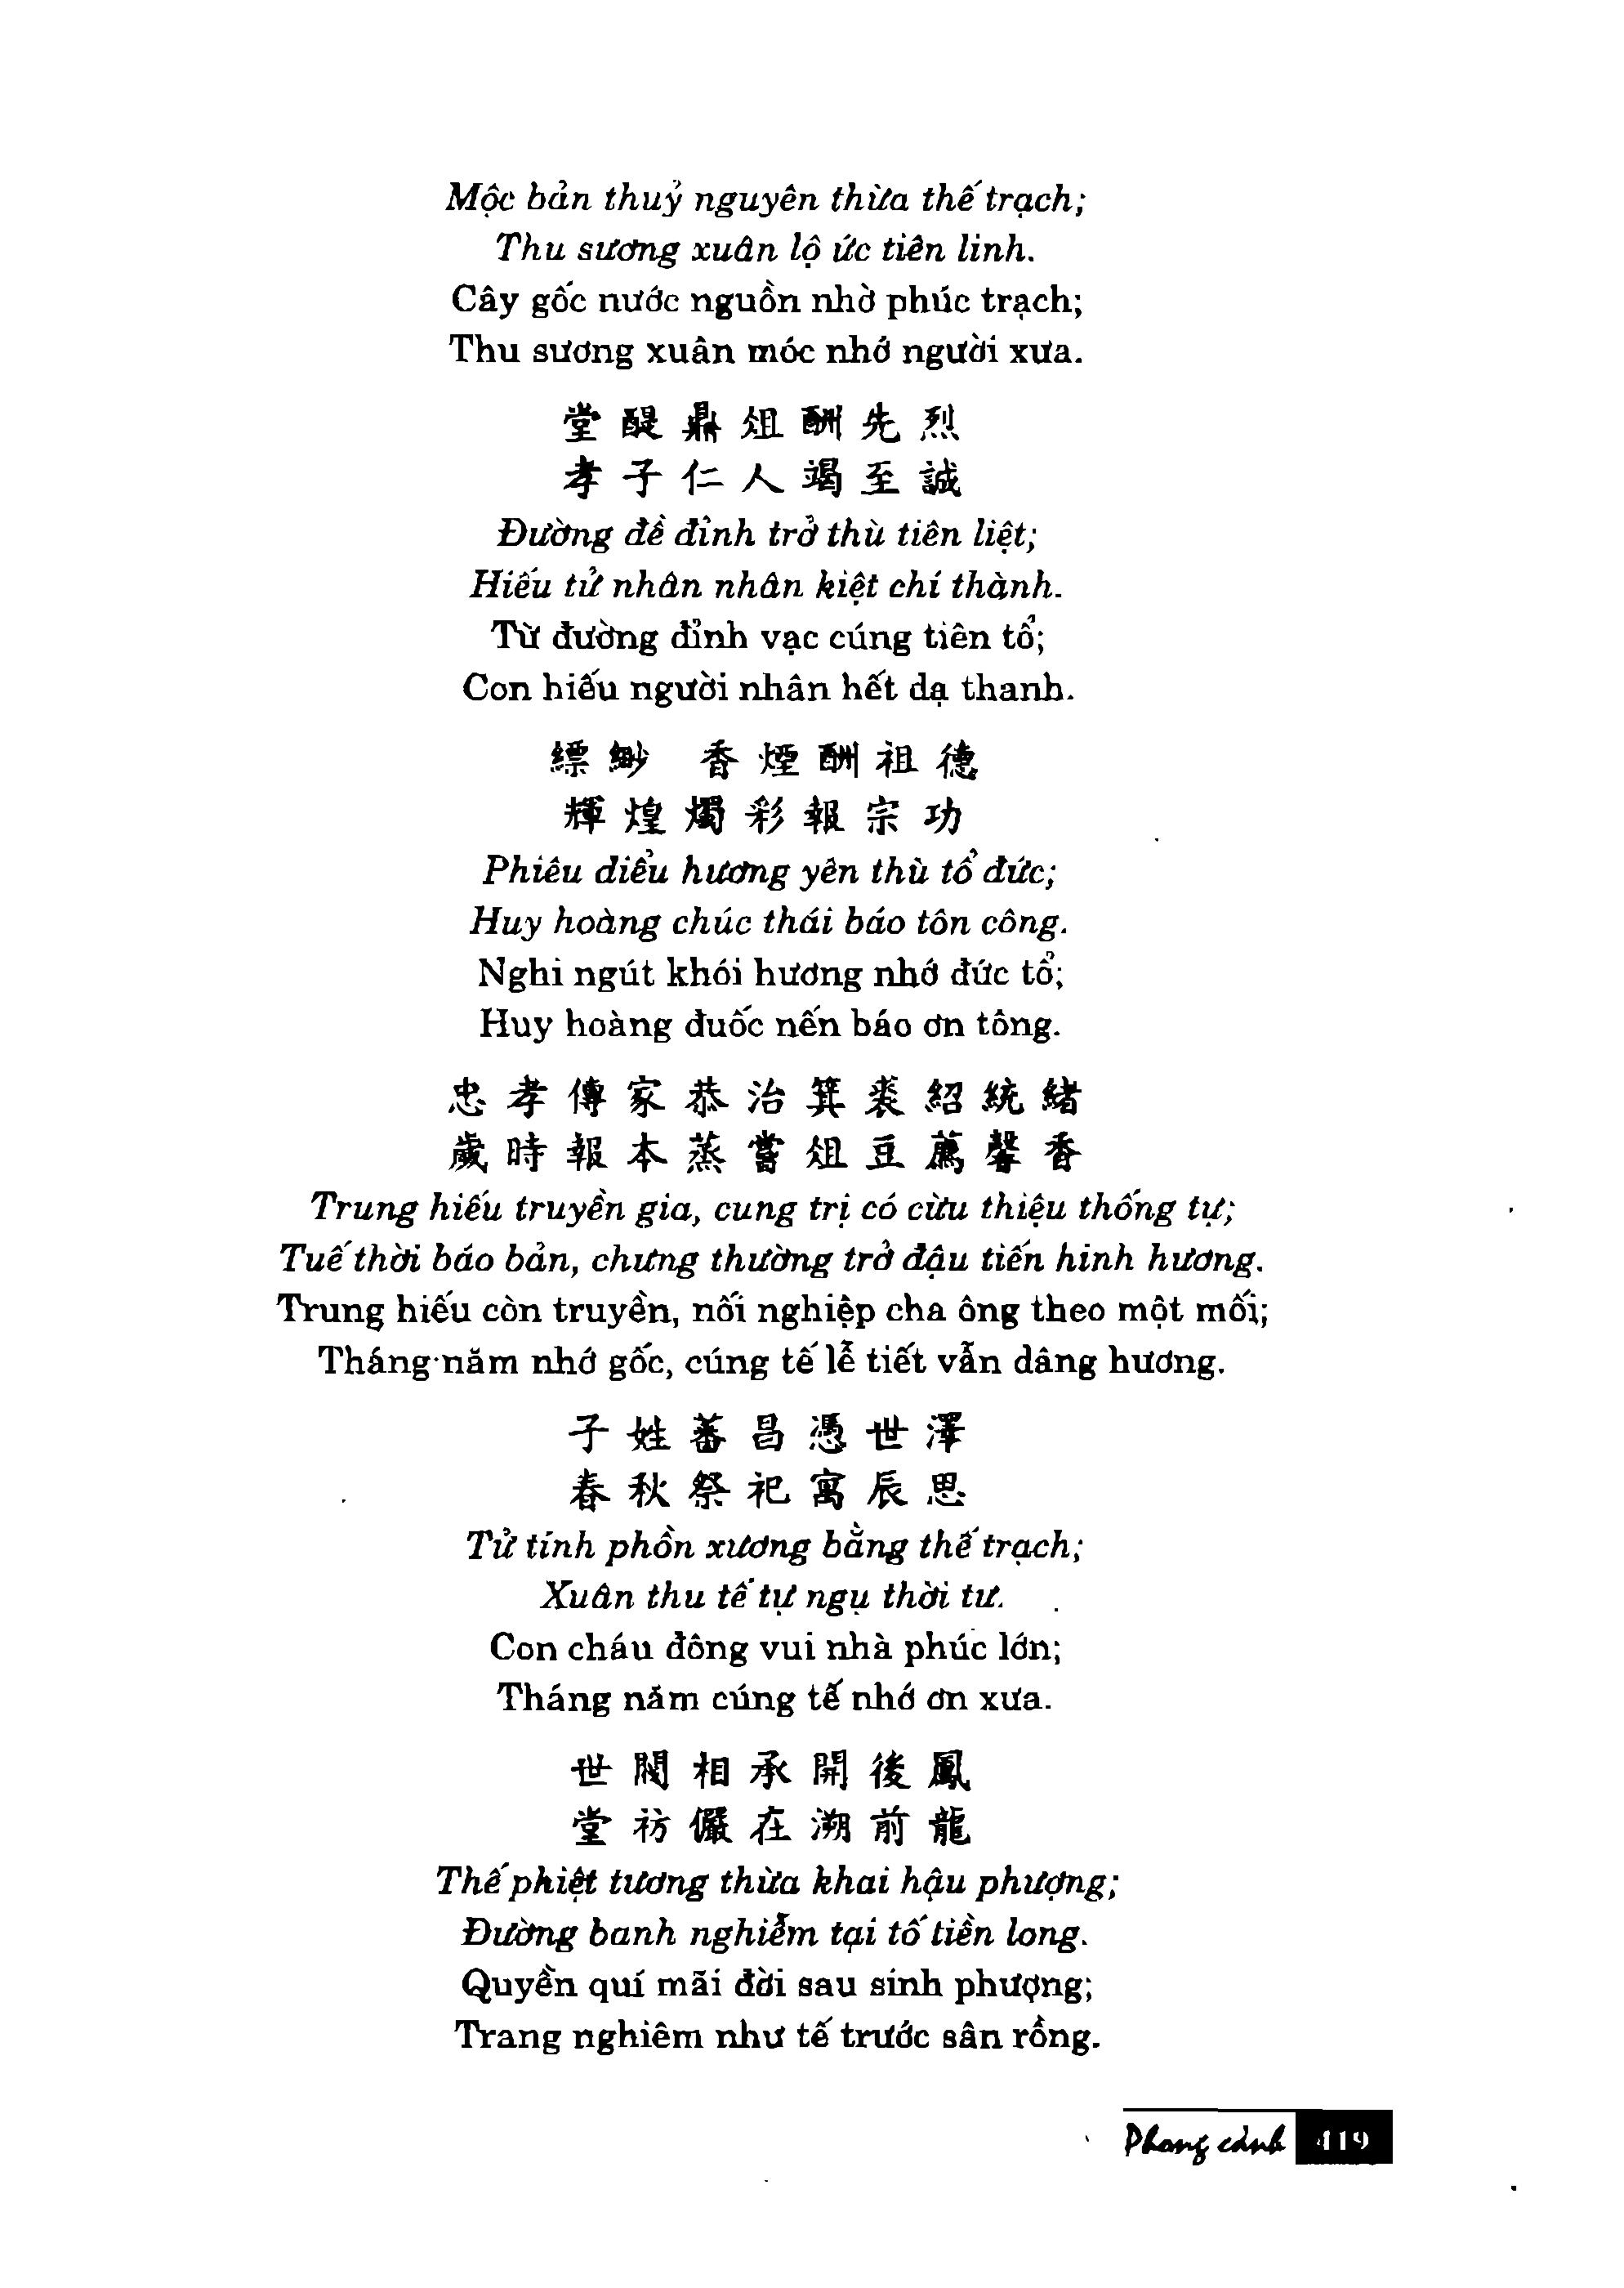 Mộc bản thuỷ nguyên thừa thế trạch;
Thu sương xuân lộ ức tiên linh.
Cây gốc nước nguồn nhờ phúc trạch;
Thu sương xuân móc nhớ người xưa.
堂醍鼎俎酬先烈
孝子仁人竭至誠
Đường đề đỉnh trở thù tiên liệt;
Hiếu tử nhân nhân kiệt chí thành.
Từ đường đỉnh vạc cúng tiên tổ;
Con hiếu người nhân hết dạ thanh.
縹緲 香煙酬祖德
輝煌燭彩報宗功
Phiêu diểu hương yên thù tổ đức;
Huy hoàng chúc thái báo tôn công.
Nghi ngút khói hương nhớ đức tổ;
Huy hoàng đuốc nến báo ơn tông.
忠孝傳家恭治箕裘紹統緒
歲時報本蒸嘗俎豆薦馨香
Trung hiếu truyền gia, cung trị có cừu thiệu thống tự;
Tuế thời báo bản, chưng thường trở đậu tiến hinh hương.
Trung hiếu còn truyền, nối nghiệp cha ông theo một mối;
Tháng năm nhớ gốc, cúng tế lễ tiết vẫn dâng hương.
子姓蕃昌憑世澤
春秋祭祀寓辰思
Tử tính phồn xương bằng thế trạch;
Xuân thu tế tự ngụ thời tư.
Con cháu đông vui nhà phúc lớn;
Tháng năm cúng tế nhớ ơn xưa.
世閥相承開後鳳
堂祊儼在溯前龍
Thế phiệt tương thừa khai hậu phượng;
Đường banh nghiễm tại tố tiền long.
Quyền quí mãi đời sau sinh phượng;
Trang nghiêm như tế trước sân rồng.
Phong cảnh 419